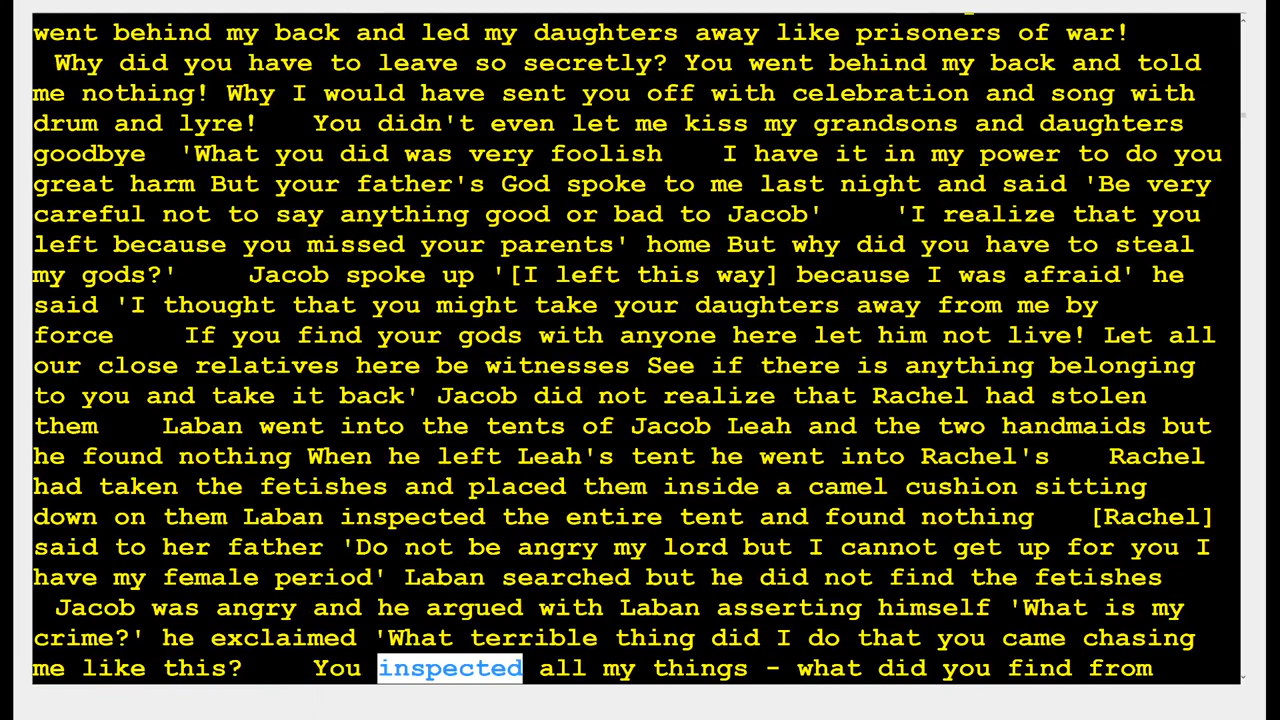 went behind my back and led my daughters away like prisoners of war!
Why did you have to leave so secretly? You went behind my back and told
me nothing! Why I would have sent you off with celebration and song with
drum and lyre! You didn't even let me kiss my grandsons and daughters
goodbye 'What you did was very foolish I have it in my power to do you
great harm But your father's God spoke to me last night and said 'Be very
careful not to say anything good or bad to Jacob' 'I realize that you
left because you missed your parents' home But why did you have to steal
my gods?' Jacob spoke up '[I left this way] because I was afraid' he
said 'I thought that you might take your daughters away from me by
force If you find your gods with anyone here let him not live! Let all
our close relatives here be witnesses See if there is anything belonging
to you and take it back' Jacob did not realize that Rachel had stolen
them Laban went into the tents of Jacob Leah and the two handmaids but
he found nothing When he left Leah's tent he went into Rachel's Rachel
had taken the fetishes and placed them inside a camel cushion sitting
down on them Laban inspected the entire tent and found nothing [Rachel]
said to her father 'Do not be angry my lord but I cannot get up for you I
have my female period' Laban searched but he did not find the fetishes
Jacob was angry and he argued with Laban asserting himself 'What is my
crime?' he exclaimed 'What terrible thing did I do that you came chasing
me like this? You inspected all my things - what did you find from